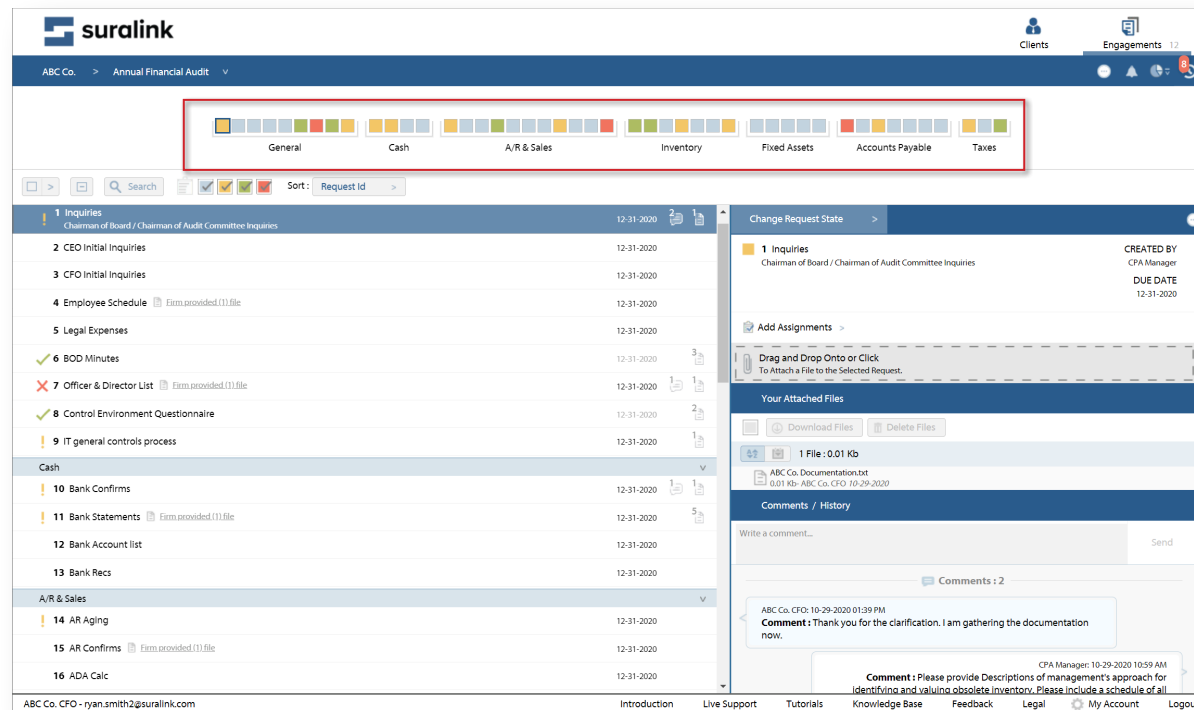 suralink
Clients
Engagements 12
ABC Co. > Annual Financial Audit v
8
General Cash A/R & Sales Inventory Fixed Assets Accounts Payable Taxes
Search Sort : Request Id >
1 Inquiries 12-31-2020 2 1
Chairman of Board / Chairman of Audit Committee Inquiries
2 CEO Initial Inquiries 12-31-2020
3 CFO Initial Inquiries 12-31-2020
4 Employee Schedule Firm provided (1) file 12-31-2020
5 Legal Expenses 12-31-2020
6 BOD Minutes 12-31-2020 3
7 Officer & Director List Firm provided (1) file 12-31-2020 1 1
8 Control Environment Questionnaire 12-31-2020 2
9 IT general controls process 12-31-2020 1
Cash
10 Bank Confirms 12-31-2020 1 1
11 Bank Statements Firm provided (1) file 12-31-2020 5
12 Bank Account list 12-31-2020
13 Bank Recs 12-31-2020
A/R & Sales
14 AR Aging 12-31-2020
15 AR Confirms Firm provided (1) file 12-31-2020
16 ADA Calc 12-31-2020
Change Request State >
1 Inquiries
Chairman of Board / Chairman of Audit Committee Inquiries
CREATED BY
CPA Manager
DUE DATE
12-31-2020
Add Assignments >
Drag and Drop Onto or Click
To Attach a File to the Selected Request.
Your Attached Files
Download Files Delete Files
1 File : 0.01 Kb
ABC Co. Documentation.txt
0.01 Kb- ABC Co. CFO 10-29-2020
Comments / History
Write a comment...
Send
Comments : 2
ABC Co. CFO: 10-29-2020 01:39 PM
Comment : Thank you for the clarification. I am gathering the documentation
now.
CPA Manager: 10-29-2020 10:59 AM
Comment : Please provide Descriptions of management's approach for
identifying and valuing obsolete inventory. Please include a schedule of all
ABC Co. CFO - ryan.smith2@suralink.com Introduction Live Support Tutorials Knowledge Base Feedback Legal My Account Logou